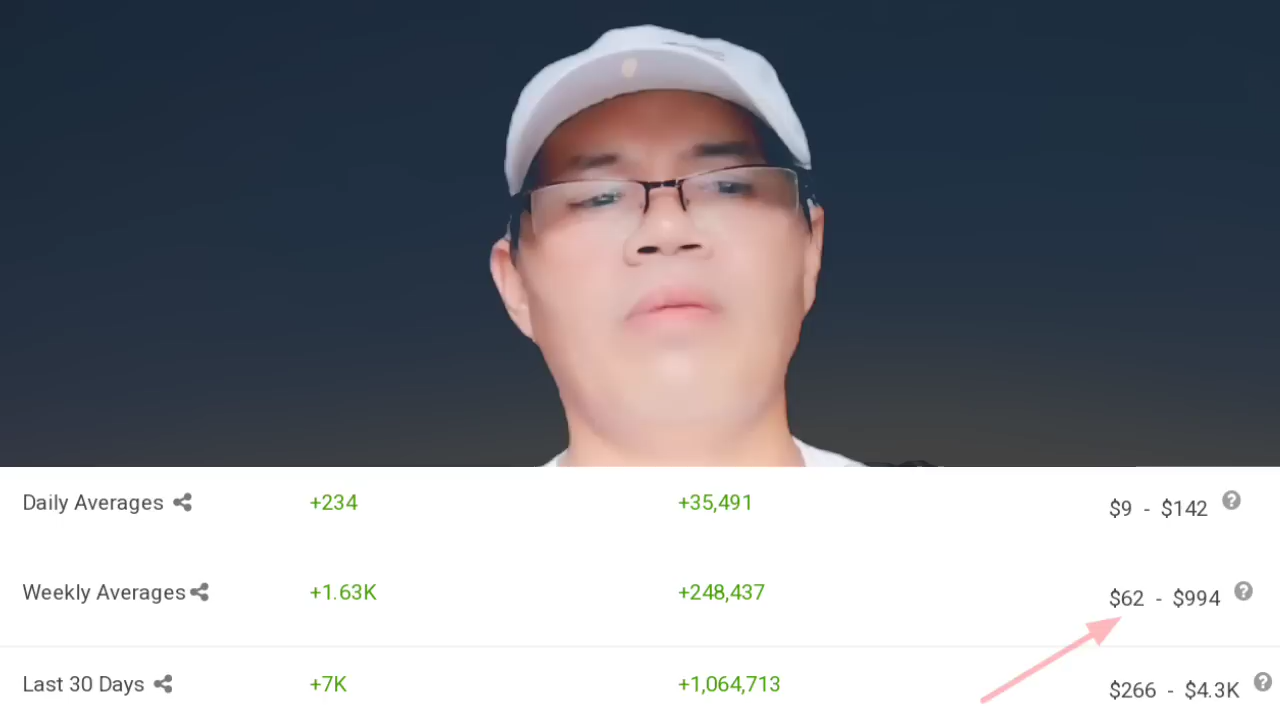 Daily Averages +234 +35,491 $9 - $142 ?
Weekly Averages +1.63K +248,437 $62 - $994 ?
Last 30 Days +7K +1,064,713 $266 - $4.3K ?